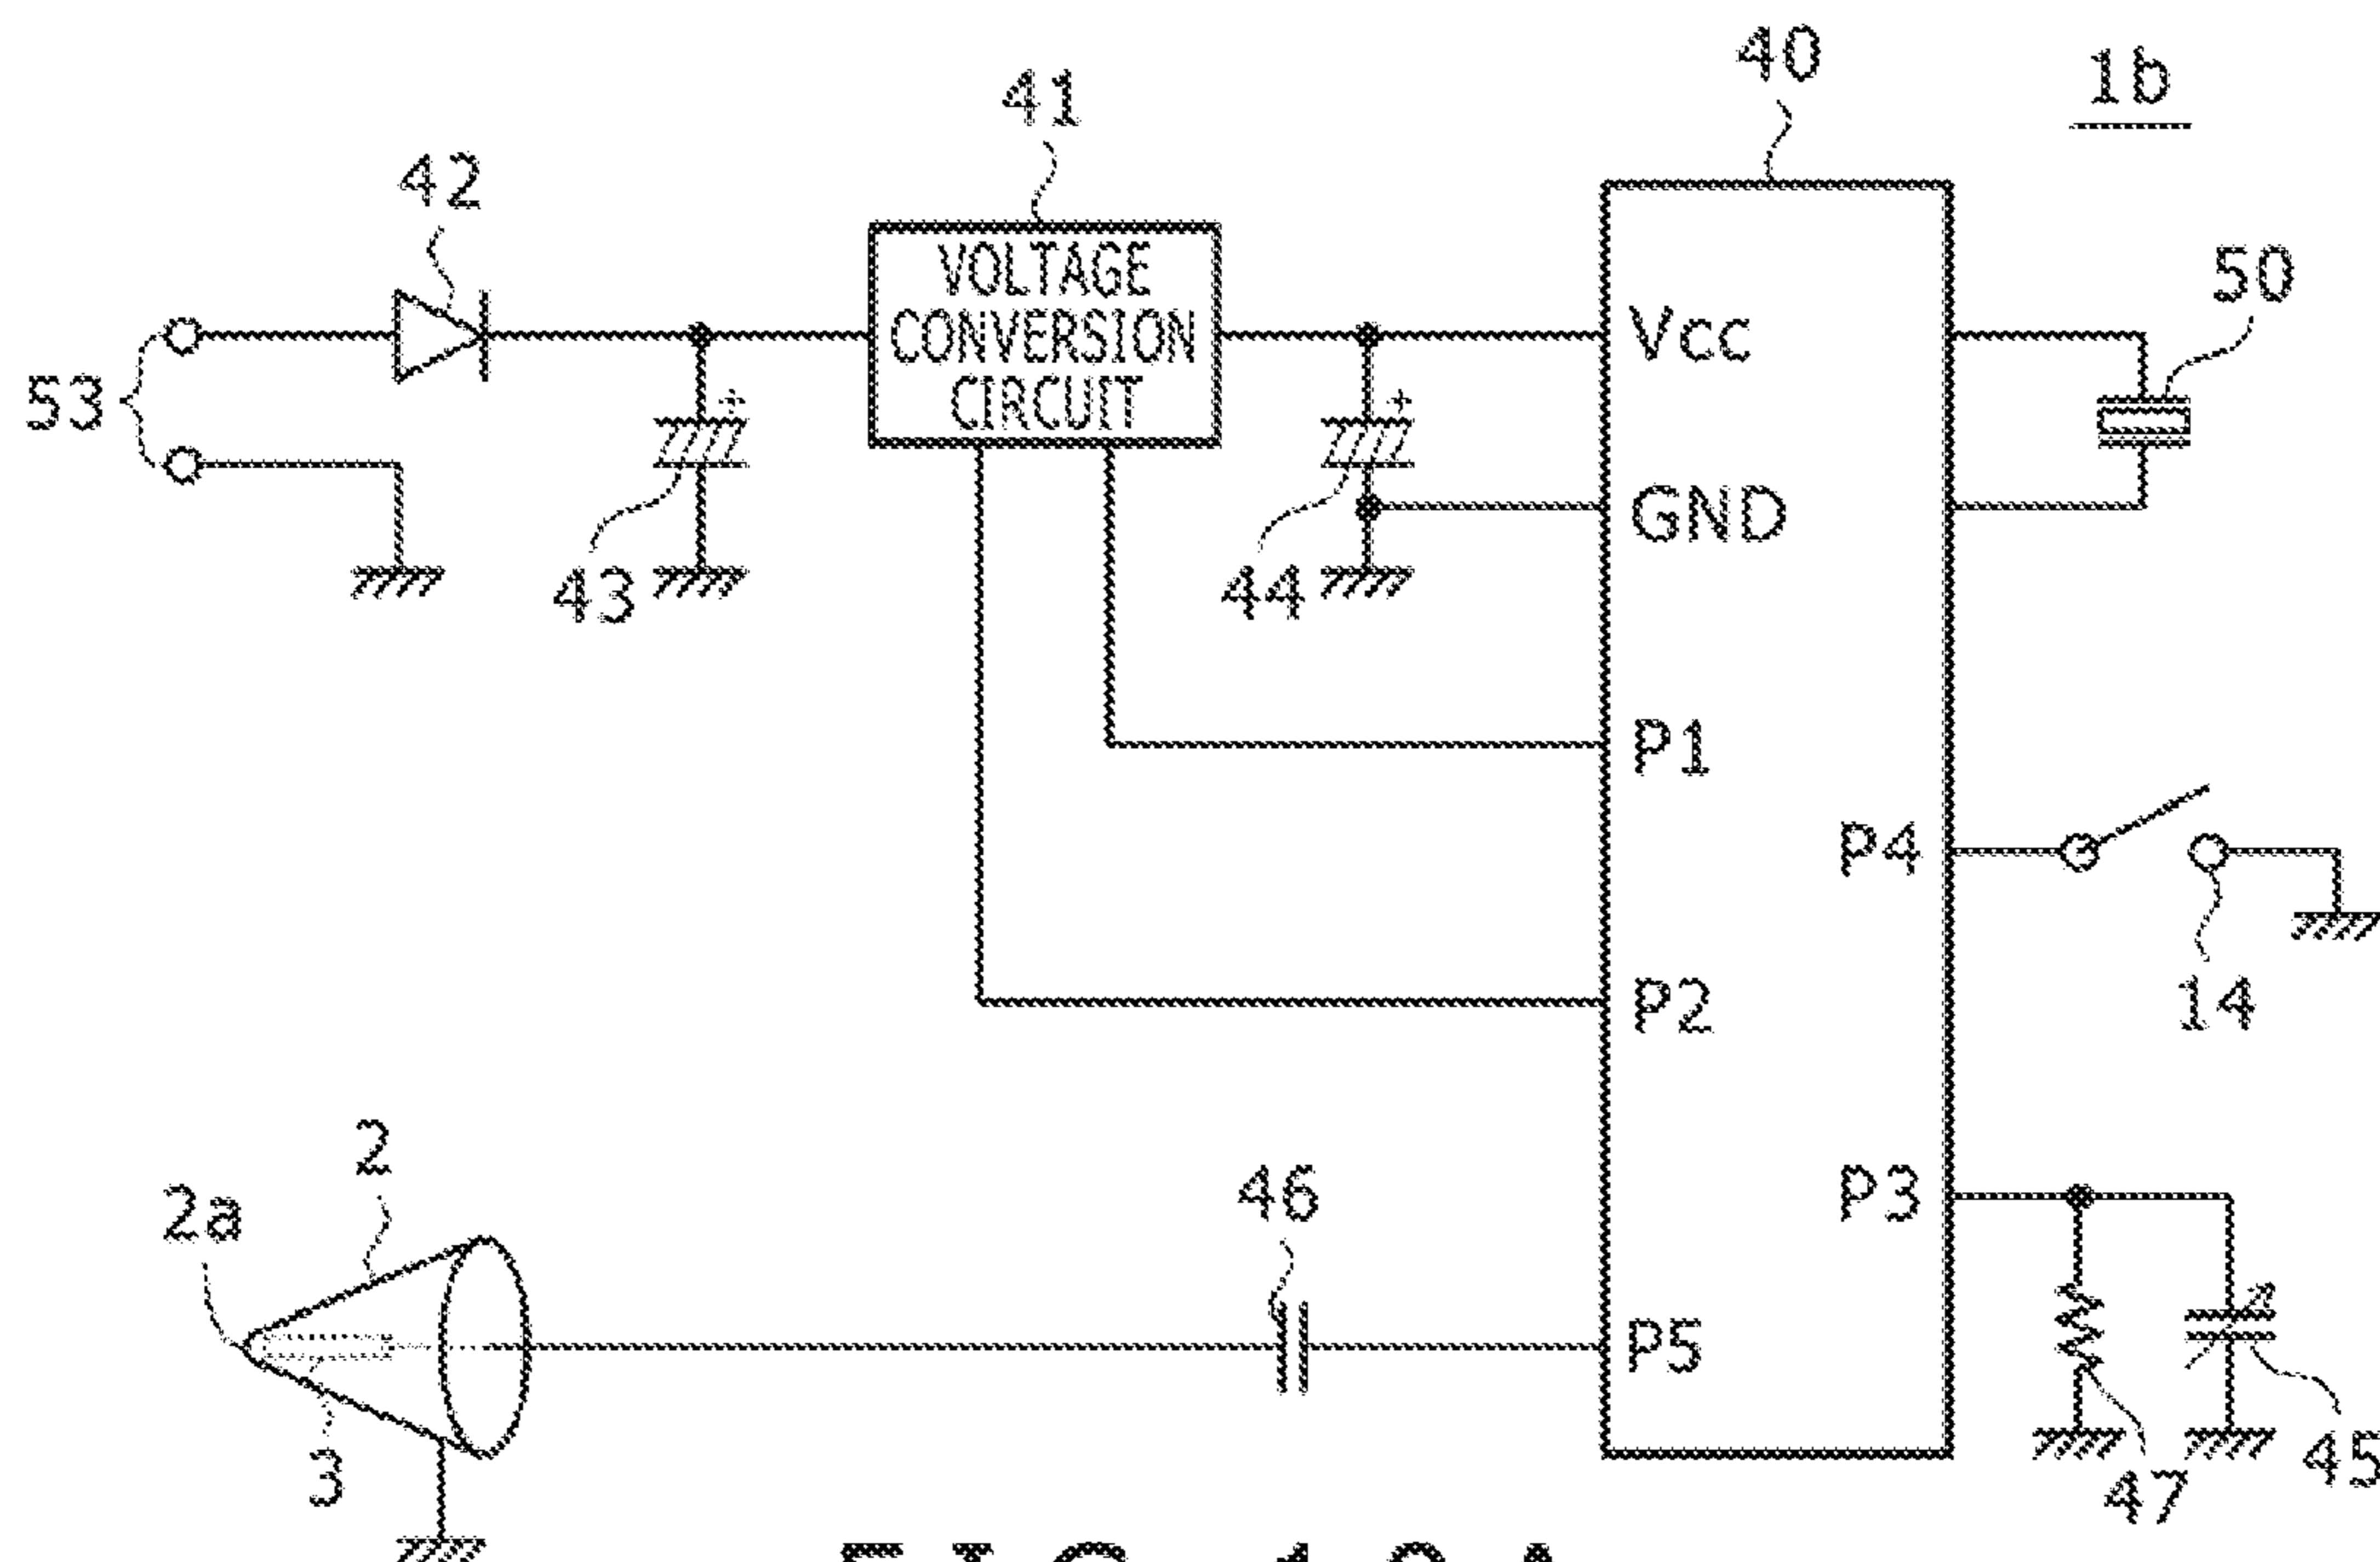 40
1b
41
42
VOLTAGE
CONVERSION
CIRCUIT
Vcc
50
53
GND
43
44
P1
P4
14
P2
2
2a
46
P3
P5
3
45
47